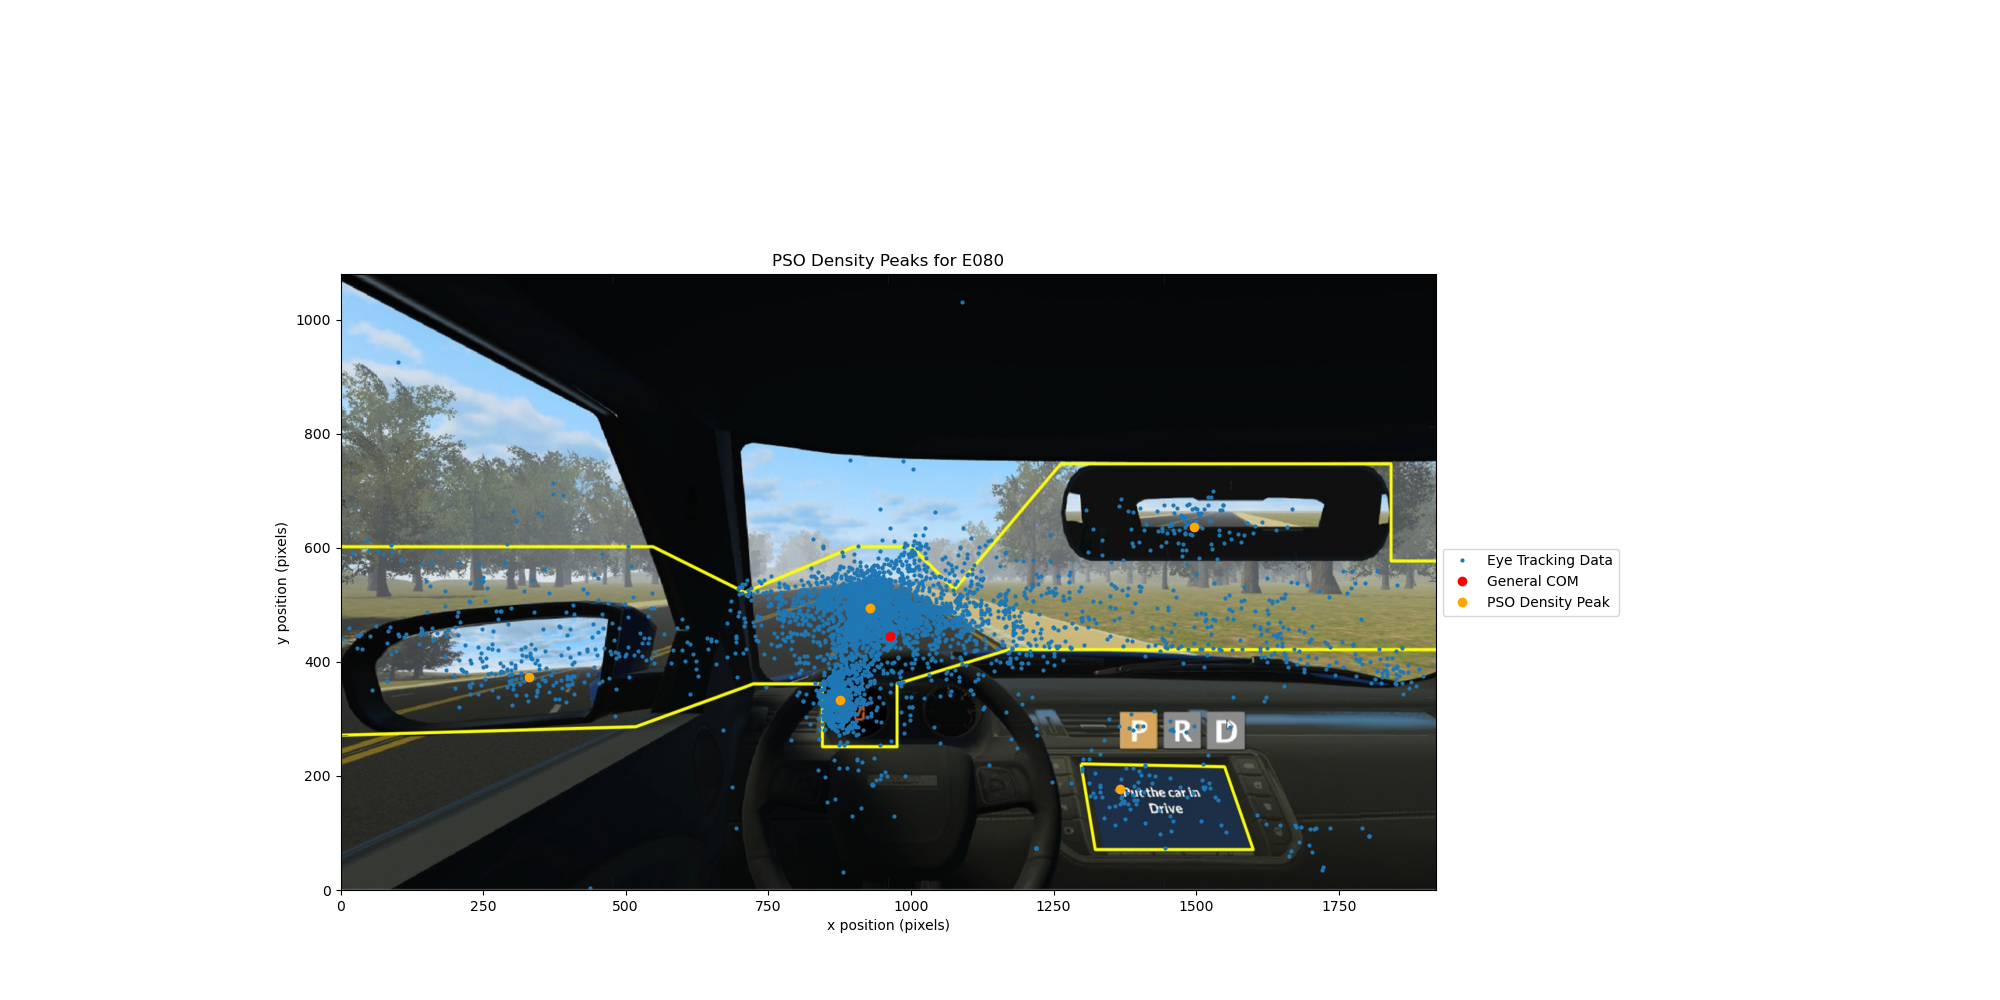 PSO Density Peaks for E080
1000
800
600
400
200
0
y position (pixels)
0
250
500
750
1000
1250
1500
1750
x position (pixels)
P R D
Put the car in
Drive
Eye Tracking Data
General COM
PSO Density Peak